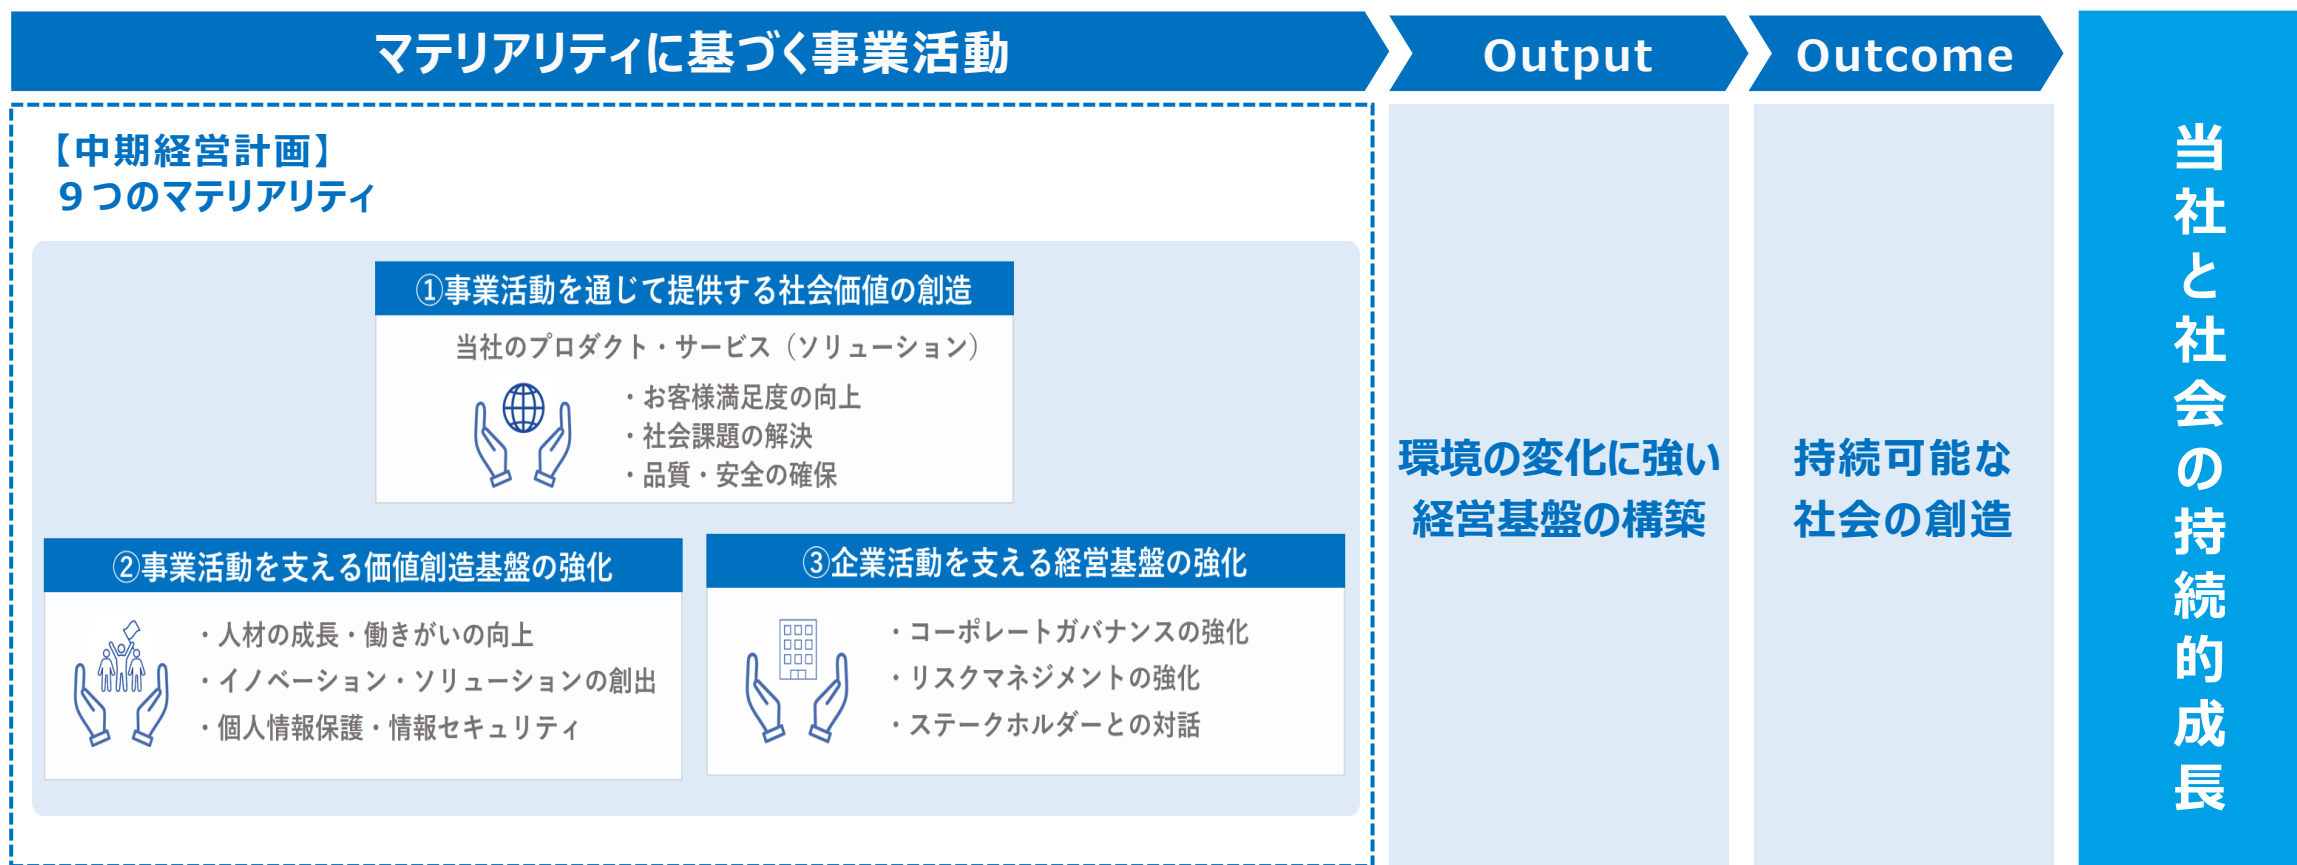 マテリアリティに基づく事業活動
Output
Outcome
【中期経営計画】
９つのマテリアリティ
①事業活動を通じて提供する社会価値の創造
当社のプロダクト・サービス（ソリューション）
・お客様満足度の向上
・社会課題の解決
・品質・安全の確保
②事業活動を支える価値創造基盤の強化
・人材の成長・働きがいの向上
・イノベーション・ソリューションの創出
・個人情報保護・情報セキュリティ
③企業活動を支える経営基盤の強化
・コーポレートガバナンスの強化
・リスクマネジメントの強化
・ステークホルダーとの対話
環境の変化に強い
経営基盤の構築
持続可能な
社会の創造
当社と社会の持続的成長